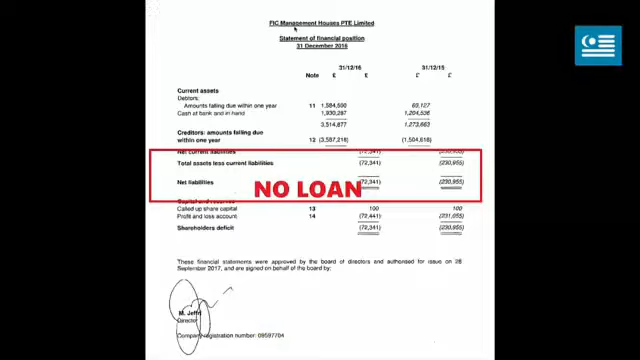 FIC Management Houses PTE Limited
Statement of financial position
31 December 2016
31/12/16 31/12/15
Note £ £ £ £
Current assets
Debtors:
Amounts falling due within one year 11 1,584,600 69,127
Cash at bank and in hand 1,930,287 1,204,536
3,514,877 1,273,663
Creditors: amounts falling due
within one year 12 (3,587,218) (1,504,618)
Net current liabilities (72,341) (230,955)
Total assets less current liabilities (72,341) (230,955)
Net liabilities (72,341) (230,955)
NO LOAN
Capital and reserves
Called up share capital 13 100 100
Profit and loss account 14 (72,441) (231,055)
Shareholders deficit (72,341) (230,955)
These financial statements were approved by the board of directors and authorised for issue on 28
September 2017, and are signed on behalf of the board by:
M. Jeffri
Director
Company registration number: 09597704